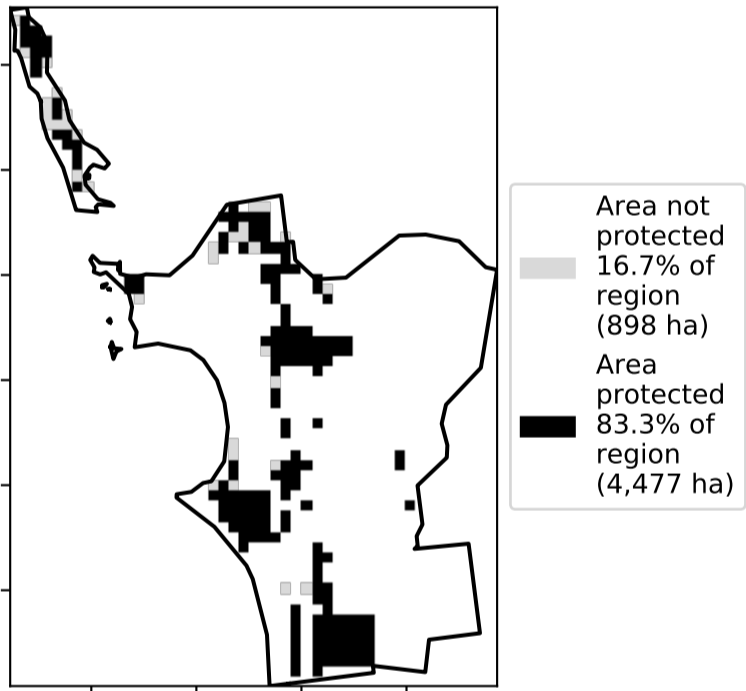 Area not
protected
16.7% of
region
(898 ha)
Area
protected
83.3% of
region
(4,477 ha)